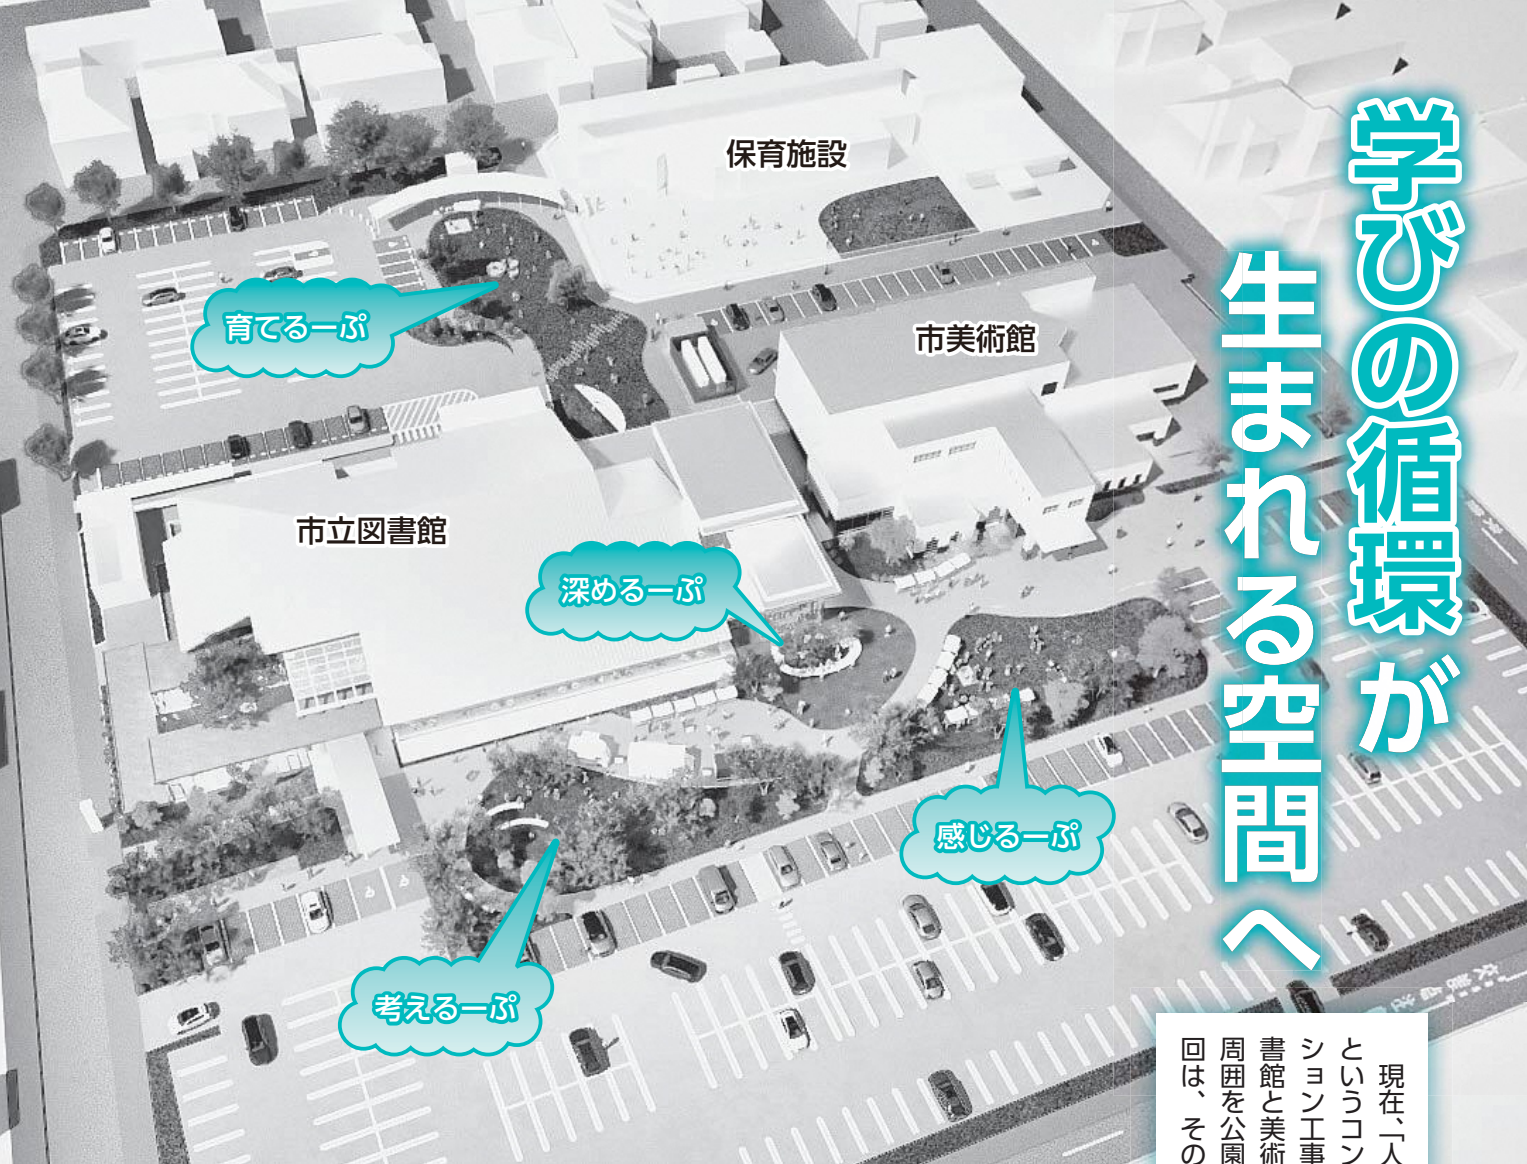 学びの循環が
生まれる空間へ
保育施設
育てるーぷ
市美術館
市立図書館
深めるーぷ
感じるーぷ
考えるーぷ
現在、「人
というコン
ション工事
書館と美術
周囲を公園
回は、その